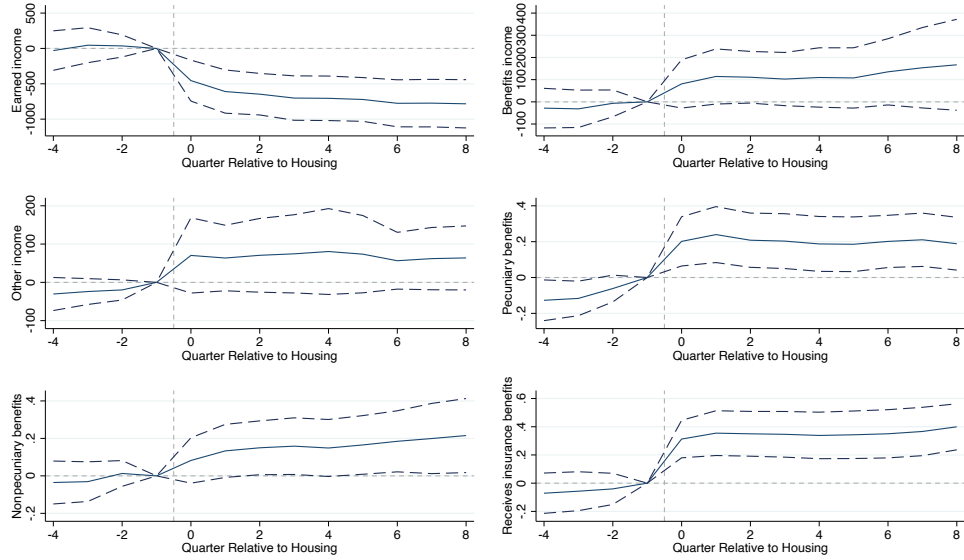 Earned income
500
0
-500
-1000
-4 -2 0 2 4 6 8
Quarter Relative to Housing
Benefits income
-100 0 100 200 300 400
-4 -2 0 2 4 6 8
Quarter Relative to Housing
Other income
200
100
0
-100
-4 -2 0 2 4 6 8
Quarter Relative to Housing
Pecuniary benefits
.4
.2
0
-.2
-4 -2 0 2 4 6 8
Quarter Relative to Housing
Nonpecuniary benefits
.4
.2
0
-.2
-4 -2 0 2 4 6 8
Quarter Relative to Housing
Receives insurance benefits
.6
.4
.2
0
-.2
-4 -2 0 2 4 6 8
Quarter Relative to Housing